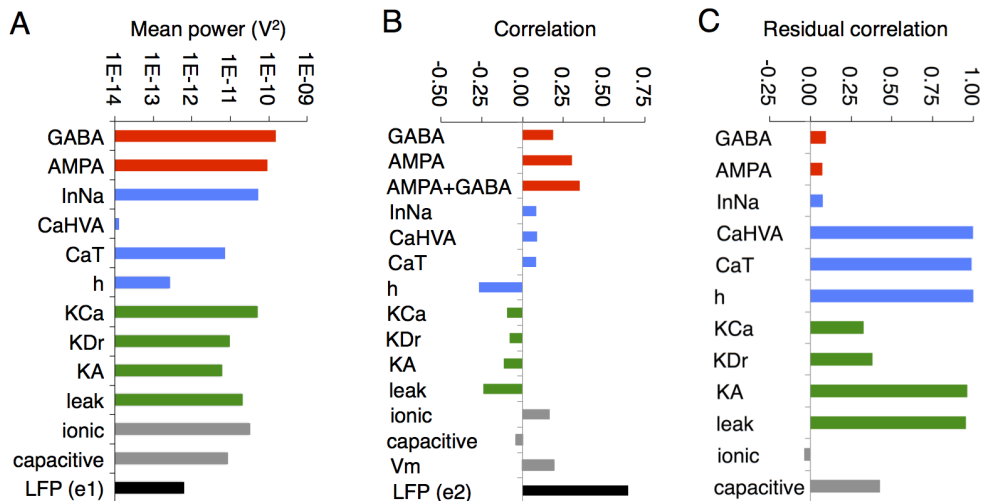 A
Mean power (V²)
1E-14
1E-13
1E-12
1E-11
1E-10
1E-09
GABA
AMPA
InNa
CaHVA
CaT
h
KCa
KDr
KA
leak
ionic
capacitive
LFP (e1)
B
Correlation
-0.50
-0.25
0.00
0.25
0.50
0.75
GABA
AMPA
AMPA+GABA
InNa
CaHVA
CaT
h
KCa
KDr
KA
leak
ionic
capacitive
Vm
LFP (e2)
C
Residual correlation
-0.25
0.00
0.25
0.50
0.75
1.00
GABA
AMPA
InNa
CaHVA
CaT
h
KCa
KDr
KA
leak
ionic
capacitive